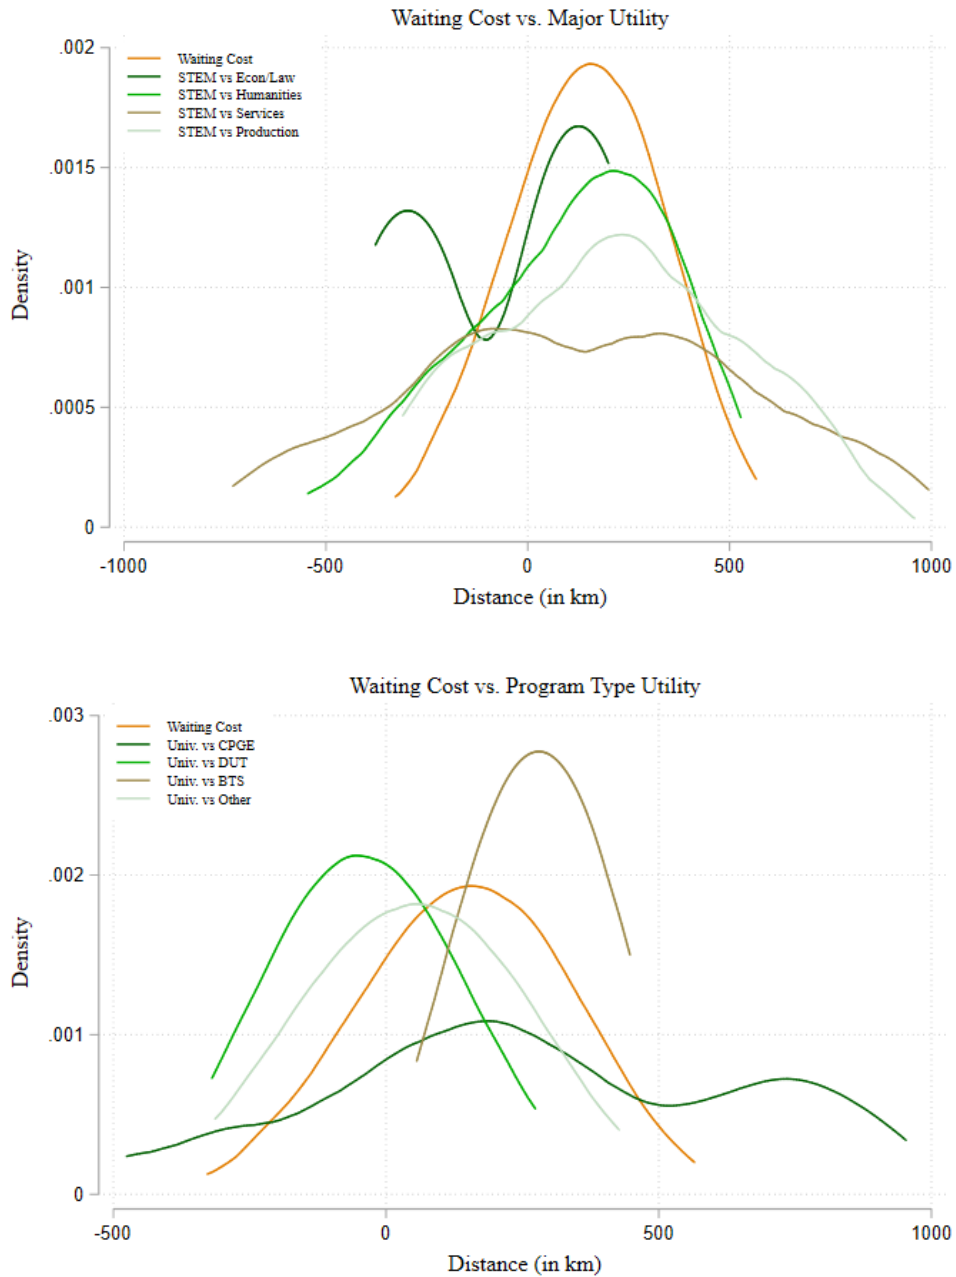 Waiting Cost vs. Major Utility
.002
.0015
.001
.0005
0
Density
Waiting Cost
STEM vs Econ/Law
STEM vs Humanities
STEM vs Services
STEM vs Production
-1000
-500
0
500
1000
Distance (in km)
Waiting Cost vs. Program Type Utility
.003
.002
.001
0
Density
Waiting Cost
Univ. vs CPGE
Univ. vs DUT
Univ. vs BTS
Univ. vs Other
-500
0
500
1000
Distance (in km)